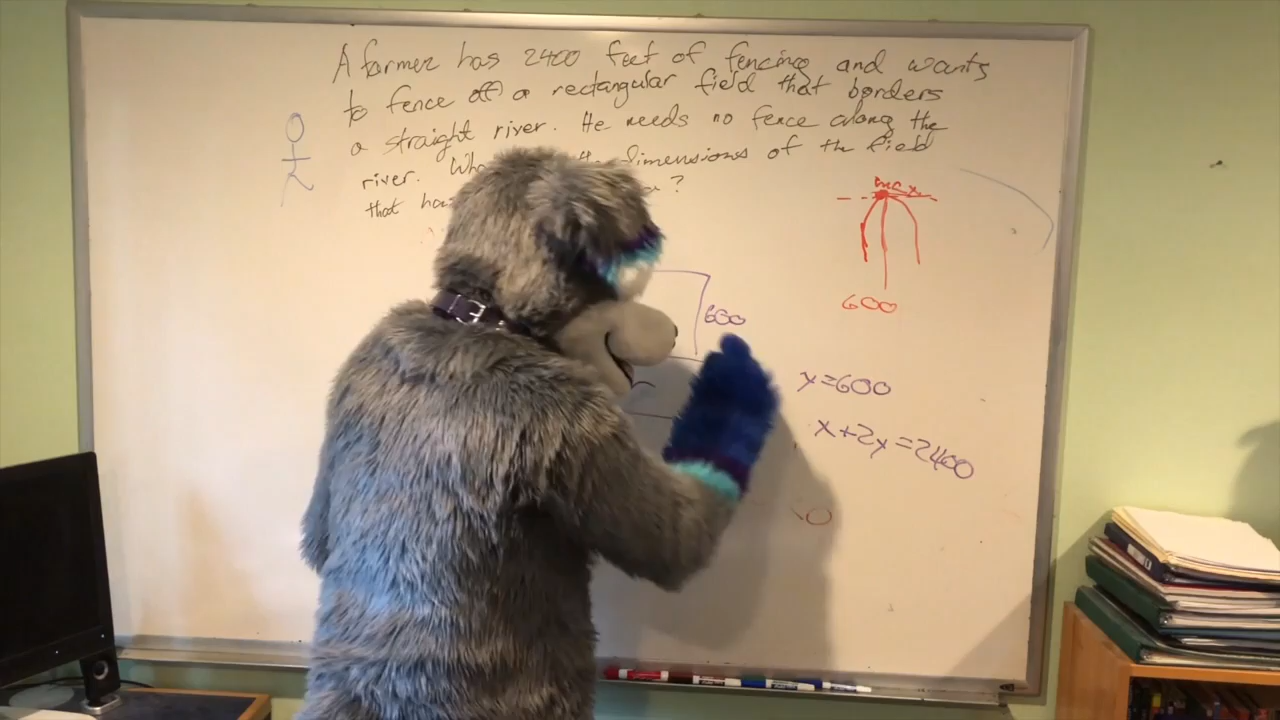 A farmer has 2400 feet of fencing and wants
to fence off a rectangular field that borders
a straight river. He needs no fence along the
river. dimensions of the field
that ?
max
600
600
y=600
x+2y=2400